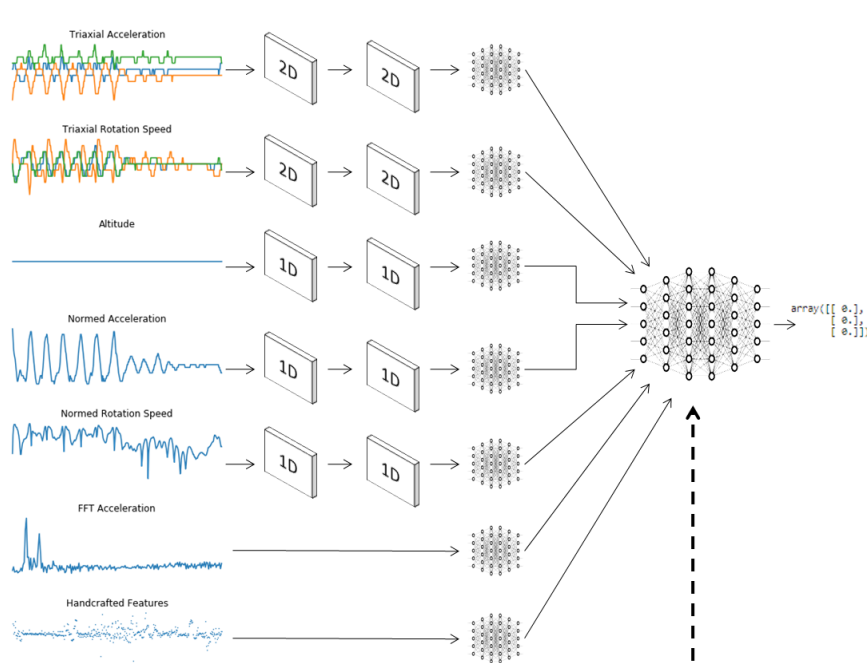 Triaxial Acceleration
2D
2D
Triaxial Rotation Speed
2D
2D
Altitude
1D
1D
array([[ 0.],
[ 0.],
[ 0.]])
Normed Acceleration
1D
1D
Normed Rotation Speed
1D
1D
FFT Acceleration
Handcrafted Features